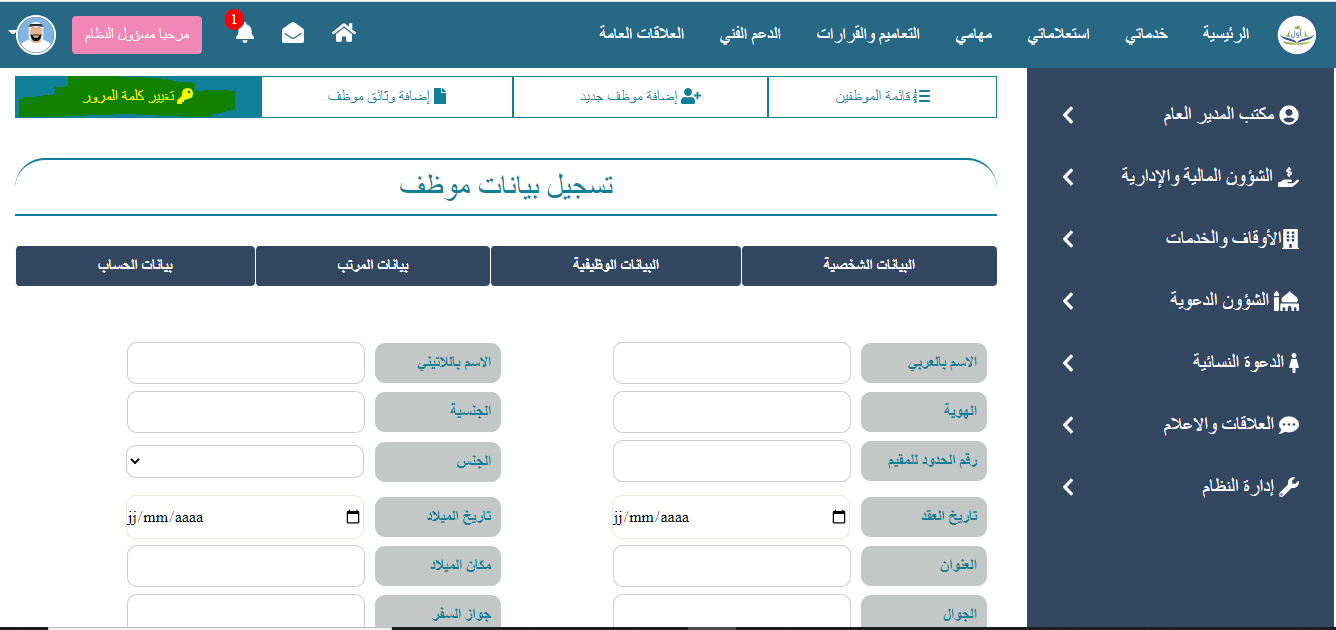 أول
الرئيسية
خدماتي
استعلاماتي
مهامي
التعاميم والقرارات
الدعم الفني
العلاقات العامة
1
مرحبا مسؤول النظام
مكتب المدير العام
الشؤون المالية والإدارية
الأوقاف والخدمات
الشؤون الدعوية
الدعوة النسائية
العلاقات والاعلام
إدارة النظام
قائمة الموظفين
إضافة موظف جديد
إضافة وثائق موظف
تغيير كلمة المرور
تسجيل بيانات موظف
البيانات الشخصية
البيانات الوظيفية
بيانات المرتب
بيانات الحساب
الاسم بالعربي
الاسم باللاتيني
الهوية
الجنسية
رقم الحدود للمقيم
الجنس
تاريخ العقد
jj/mm/aaaa
تاريخ الميلاد
jj/mm/aaaa
العنوان
مكان الميلاد
الجوال
جواز السفر